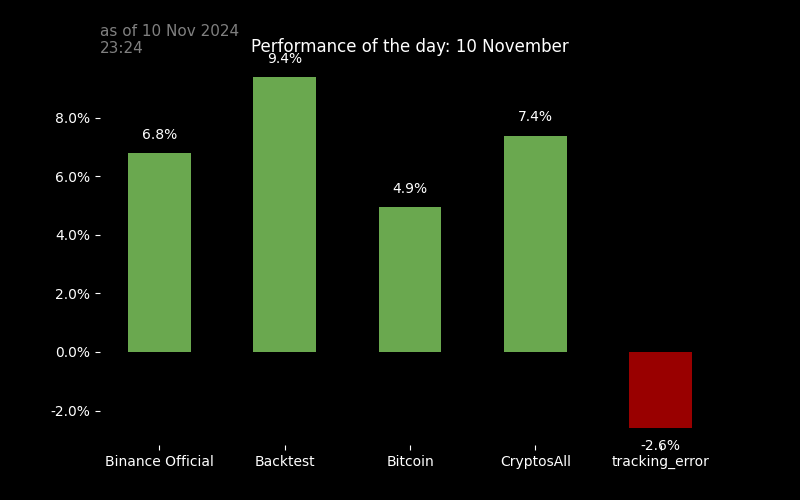 as of 10 Nov 2024
23:24
Performance of the day: 10 November
9.4%
8.0%
7.4%
6.8%
6.0%
4.9%
4.0%
2.0%
0.0%
-2.0%
-2.6%
Binance Official
Backtest
Bitcoin
CryptosAll
tracking_error